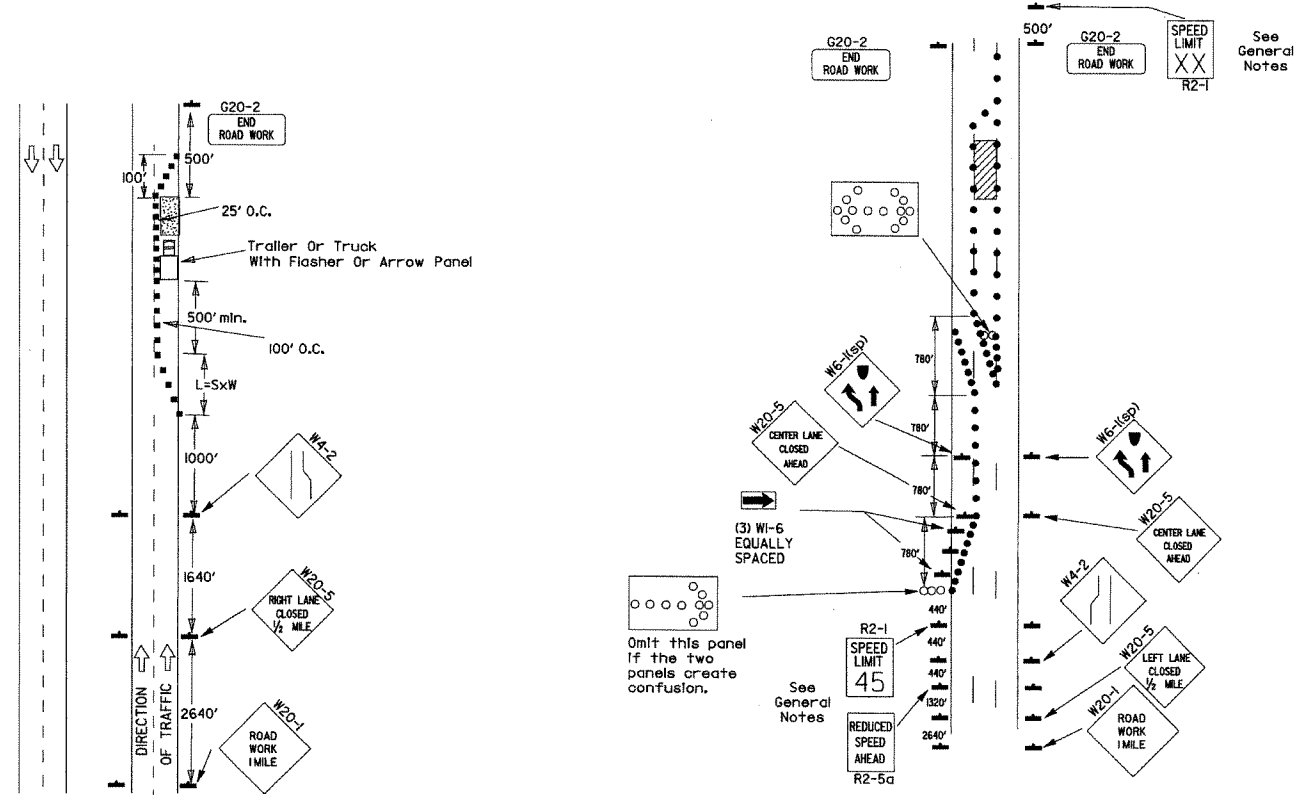 G20-2
END
ROAD WORK
500'
100'
25' O.C.
Trailer Or Truck
With Flasher Or Arrow Panel
500' min.
100' O.C.
L=SxW
1000'
W4-2
1640'
W20-5
RIGHT LANE
CLOSED
1/2 MILE
DIRECTION
OF TRAFFIC
2640'
W20-1
ROAD
WORK
1 MILE
G20-2
END
ROAD WORK
500'
G20-2
END
ROAD WORK
SPEED
LIMIT
XX
R2-1
See
General
Notes
780'
W6-1(sp)
780'
W20-5
CENTER LANE
CLOSED
AHEAD
780'
W6-1(sp)
(3) W1-6
EQUALLY
SPACED
780'
W20-5
CENTER LANE
CLOSED
AHEAD
Omit this panel
if the two
panels create
confusion.
440'
R2-1
SPEED
LIMIT
45
440'
W4-2
440'
See
General
Notes
W20-5
LEFT LANE
CLOSED
1/2 MILE
1320'
REDUCED
SPEED
AHEAD
R2-5a
2640'
W20-1
ROAD
WORK
1 MILE